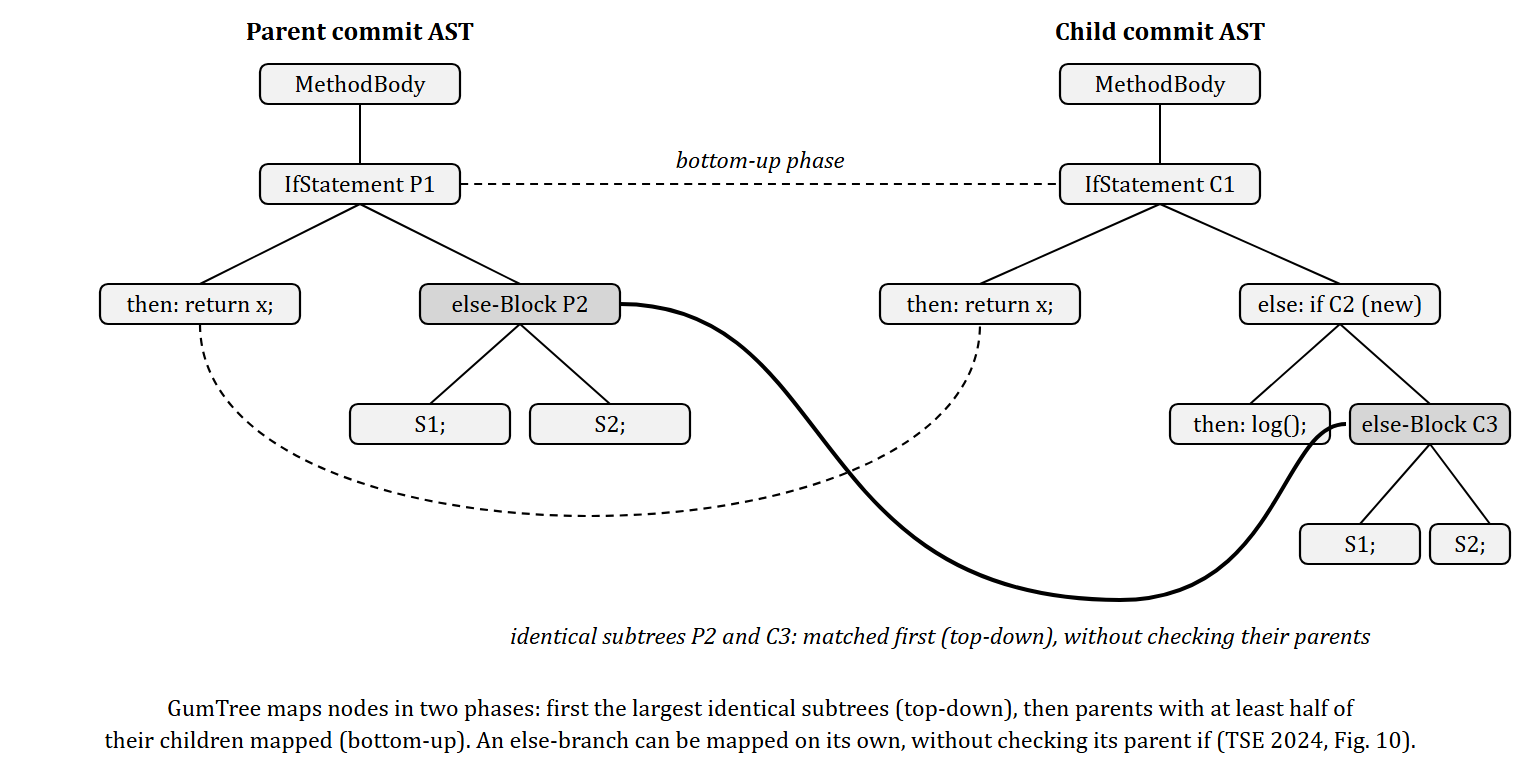 Parent commit AST
Child commit AST
MethodBody
MethodBody
bottom-up phase
IfStatement P1
IfStatement C1
then: return x;
else-Block P2
then: return x;
else: if C2 (new)
S1;
S2;
then: log();
else-Block C3
S1;
S2;
identical subtrees P2 and C3: matched first (top-down), without checking their parents
GumTree maps nodes in two phases: first the largest identical subtrees (top-down), then parents with at least half of
their children mapped (bottom-up). An else-branch can be mapped on its own, without checking its parent if (TSE 2024, Fig. 10).